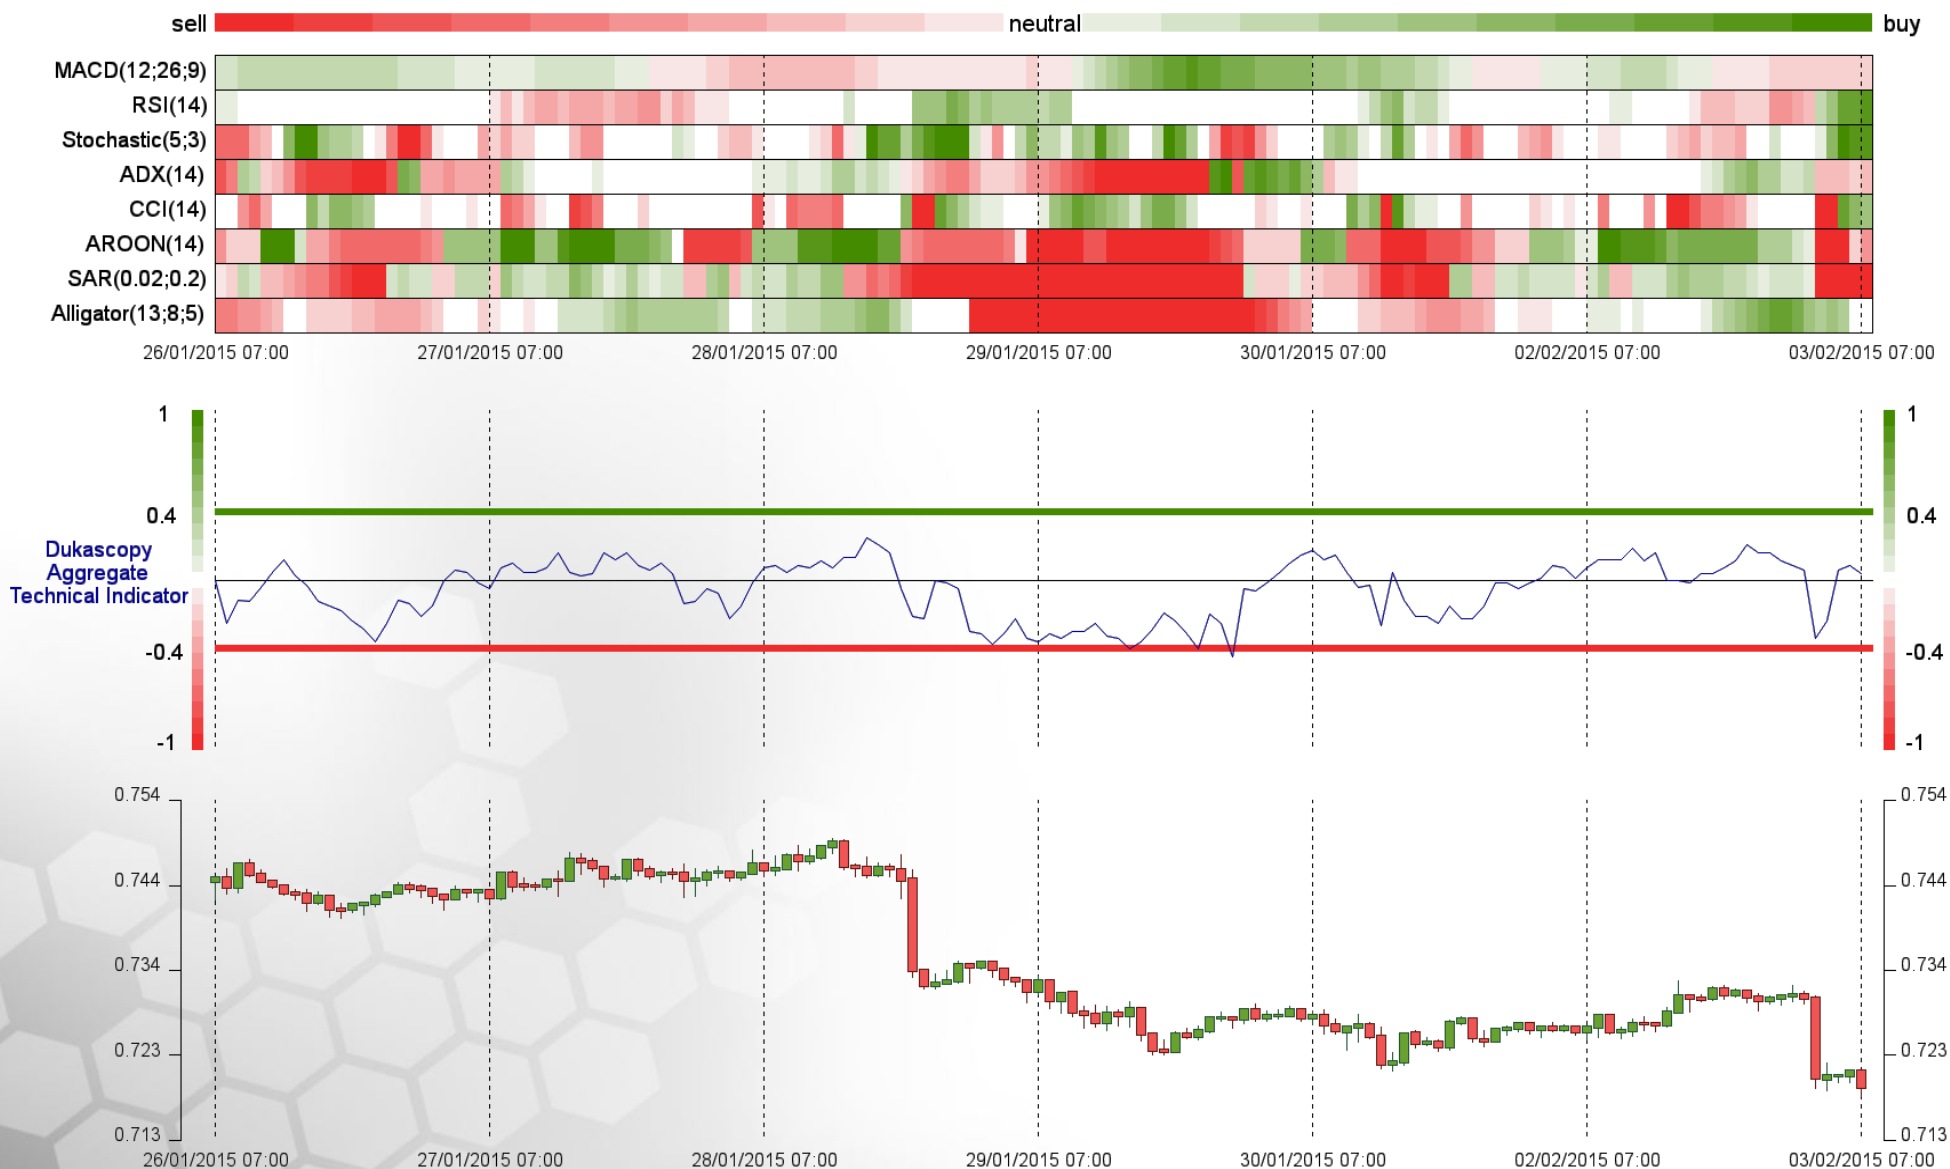 sell neutral buy
MACD(12;26;9)
RSI(14)
Stochastic(5;3)
ADX(14)
CCI(14)
AROON(14)
SAR(0.02;0.2)
Alligator(13;8;5)
26/01/2015 07:00 27/01/2015 07:00 28/01/2015 07:00 29/01/2015 07:00 30/01/2015 07:00 02/02/2015 07:00 03/02/2015 07:00
1 1
0.4 0.4
Dukascopy
Aggregate
Technical Indicator
-0.4 -0.4
-1 -1
0.754 0.754
0.744 0.744
0.734 0.734
0.723 0.723
0.713 0.713
26/01/2015 07:00 27/01/2015 07:00 28/01/2015 07:00 29/01/2015 07:00 30/01/2015 07:00 02/02/2015 07:00 03/02/2015 07:00